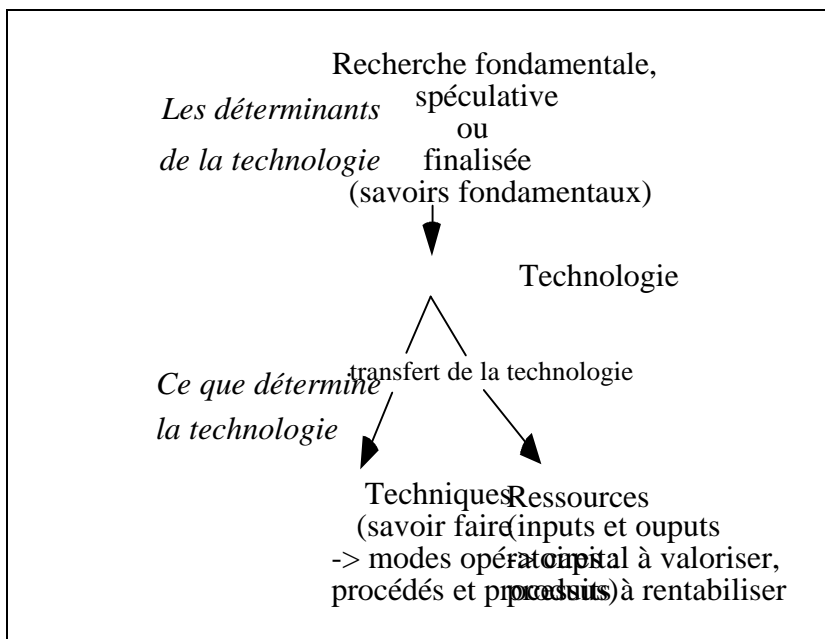 Recherche fondamentale,
spéculative
ou
finalisée
(savoirs fondamentaux)
Les déterminants
de la technologie
Technologie
transfert de la technologie
Ce que détermine
la technologie
Techniques
(savoir faire
-> modes opératoires :
procédés et processus)
Ressources
(inputs et ouputs
-> capital à valoriser,
produits à rentabiliser